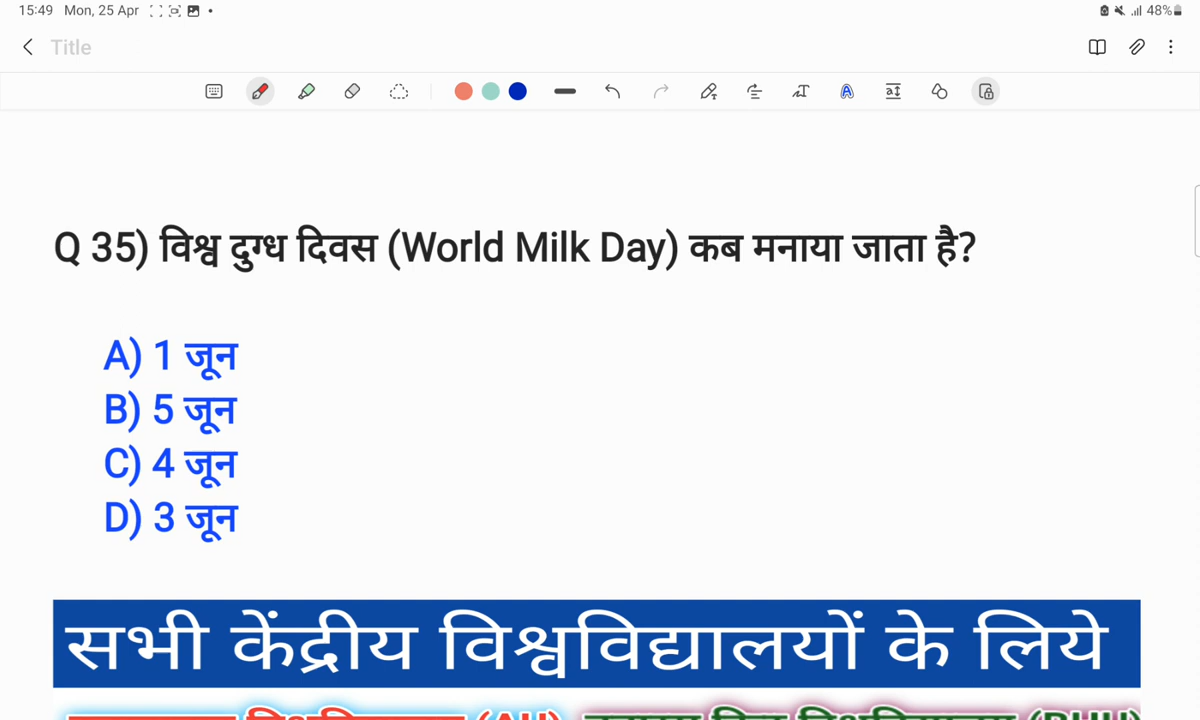 15:49 Mon, 25 Apr 48%
Title
Q 35) विश्व दुग्ध दिवस (World Milk Day) कब मनाया जाता है?
A) 1 जून
B) 5 जून
C) 4 जून
D) 3 जून
सभी केंद्रीय विश्वविद्यालयों के लिये